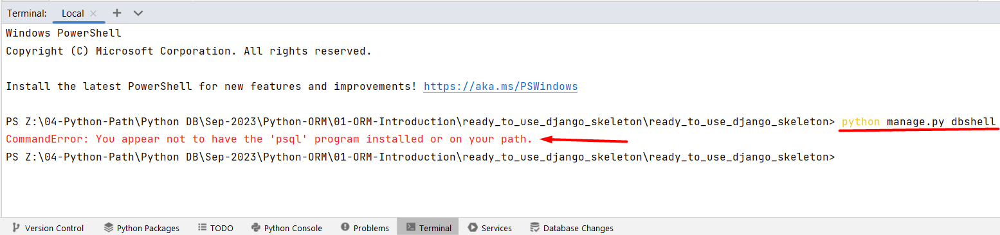 Terminal: Local
Windows PowerShell
Copyright (C) Microsoft Corporation. All rights reserved.
Install the latest PowerShell for new features and improvements! https://aka.ms/PSWindows
PS Z:\04-Python-Path\Python DB\Sep-2023\Python-ORM\01-ORM-Introduction\ready_to_use_django_skeleton\ready_to_use_django_skeleton> python manage.py dbshell
CommandError: You appear not to have the 'psql' program installed or on your path.
PS Z:\04-Python-Path\Python DB\Sep-2023\Python-ORM\01-ORM-Introduction\ready_to_use_django_skeleton\ready_to_use_django_skeleton>
Version Control Python Packages TODO Python Console Problems Terminal Services Database Changes